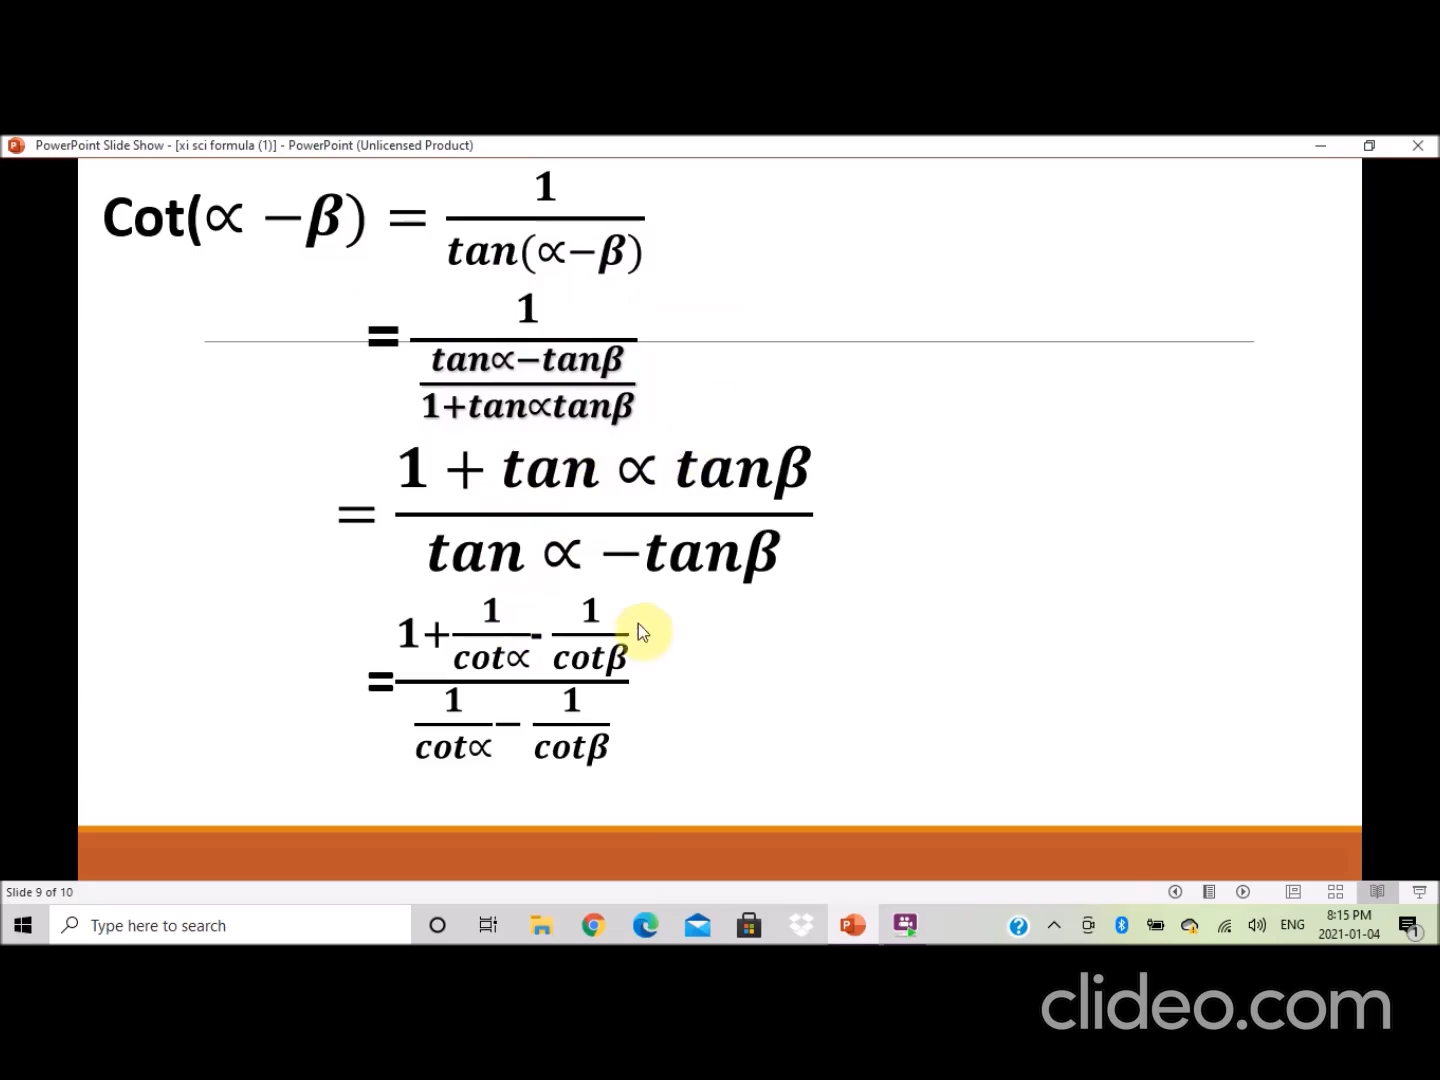 PowerPoint Slide Show - [xi sci formula (1)] - PowerPoint (Unlicensed Product)
Cot(∝ −β) = 1
tan(∝−β)
= 1
tan∝−tanβ
1+tan∝tanβ
= 1 + tan ∝ tanβ
tan ∝ −tanβ
= 1+ 1 - 1
cot∝ cotβ
1 − 1
cot∝ cotβ
Slide 9 of 10
Type here to search
ENG
8:15 PM
2021-01-04
1
clideo.com